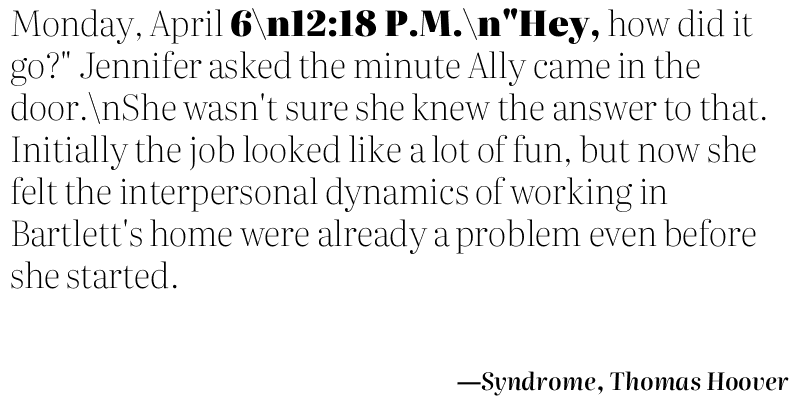 Monday, April 6\n12:18 P.M.\n"Hey, how did it
go?" Jennifer asked the minute Ally came in the
door.\nShe wasn't sure she knew the answer to that.
Initially the job looked like a lot of fun, but now she
felt the interpersonal dynamics of working in
Bartlett's home were already a problem even before
she started.
—Syndrome, Thomas Hoover